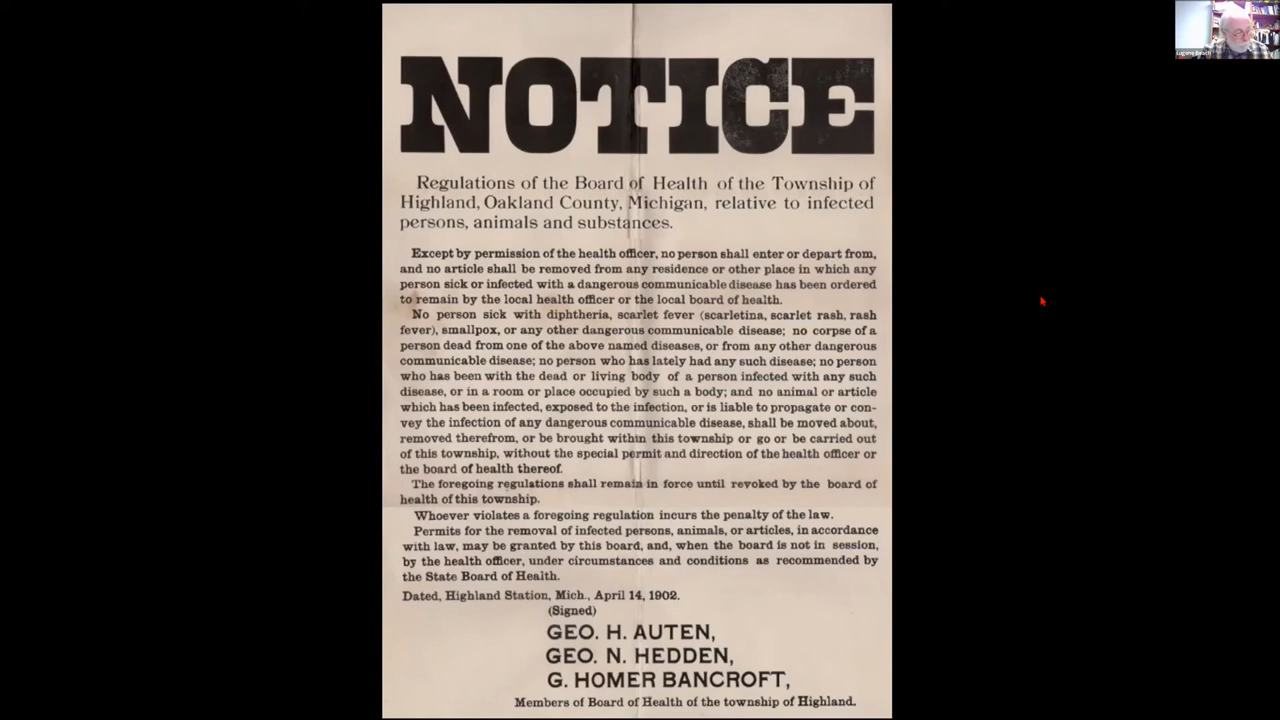 NOTICE
Regulations of the Board of Health of the Township of
Highland, Oakland County, Michigan, relative to infected
persons, animals and substances.
Except by permission of the health officer, no person shall enter or depart from,
and no article shall be removed from any residence or other place in which any
person sick or infected with a dangerous communicable disease has been ordered
to remain by the local health officer or the local board of health.
No person sick with diphtheria, scarlet fever (scarletina, scarlet rash, rash
fever), smallpox, or any other dangerous communicable disease; no corpse of a
person dead from one of the above named diseases, or from any other dangerous
communicable disease; no person who has lately had any such disease; no person
who has been with the dead or living body of a person infected with any such
disease, or in a room or place occupied by such a body; and no animal or article
which has been infected, exposed to the infection, or is liable to propagate or con-
vey the infection of any dangerous communicable disease, shall be moved about,
removed therefrom, or be brought within this township or go or be carried out
of this township, without the special permit and direction of the health officer or
the board of health thereof.
The foregoing regulations shall remain in force until revoked by the board of
health of this township.
Whoever violates a foregoing regulation incurs the penalty of the law.
Permits for the removal of infected persons, animals, or articles, in accordance
with law, may be granted by this board, and, when the board is not in session,
by the health officer, under circumstances and conditions as recommended by
the State Board of Health.
Dated, Highland Station, Mich., April 14, 1902.
(Signed)
GEO. H. AUTEN,
GEO. N. HEDDEN,
G. HOMER BANCROFT,
Members of Board of Health of the township of Highland.
Eugene Beach